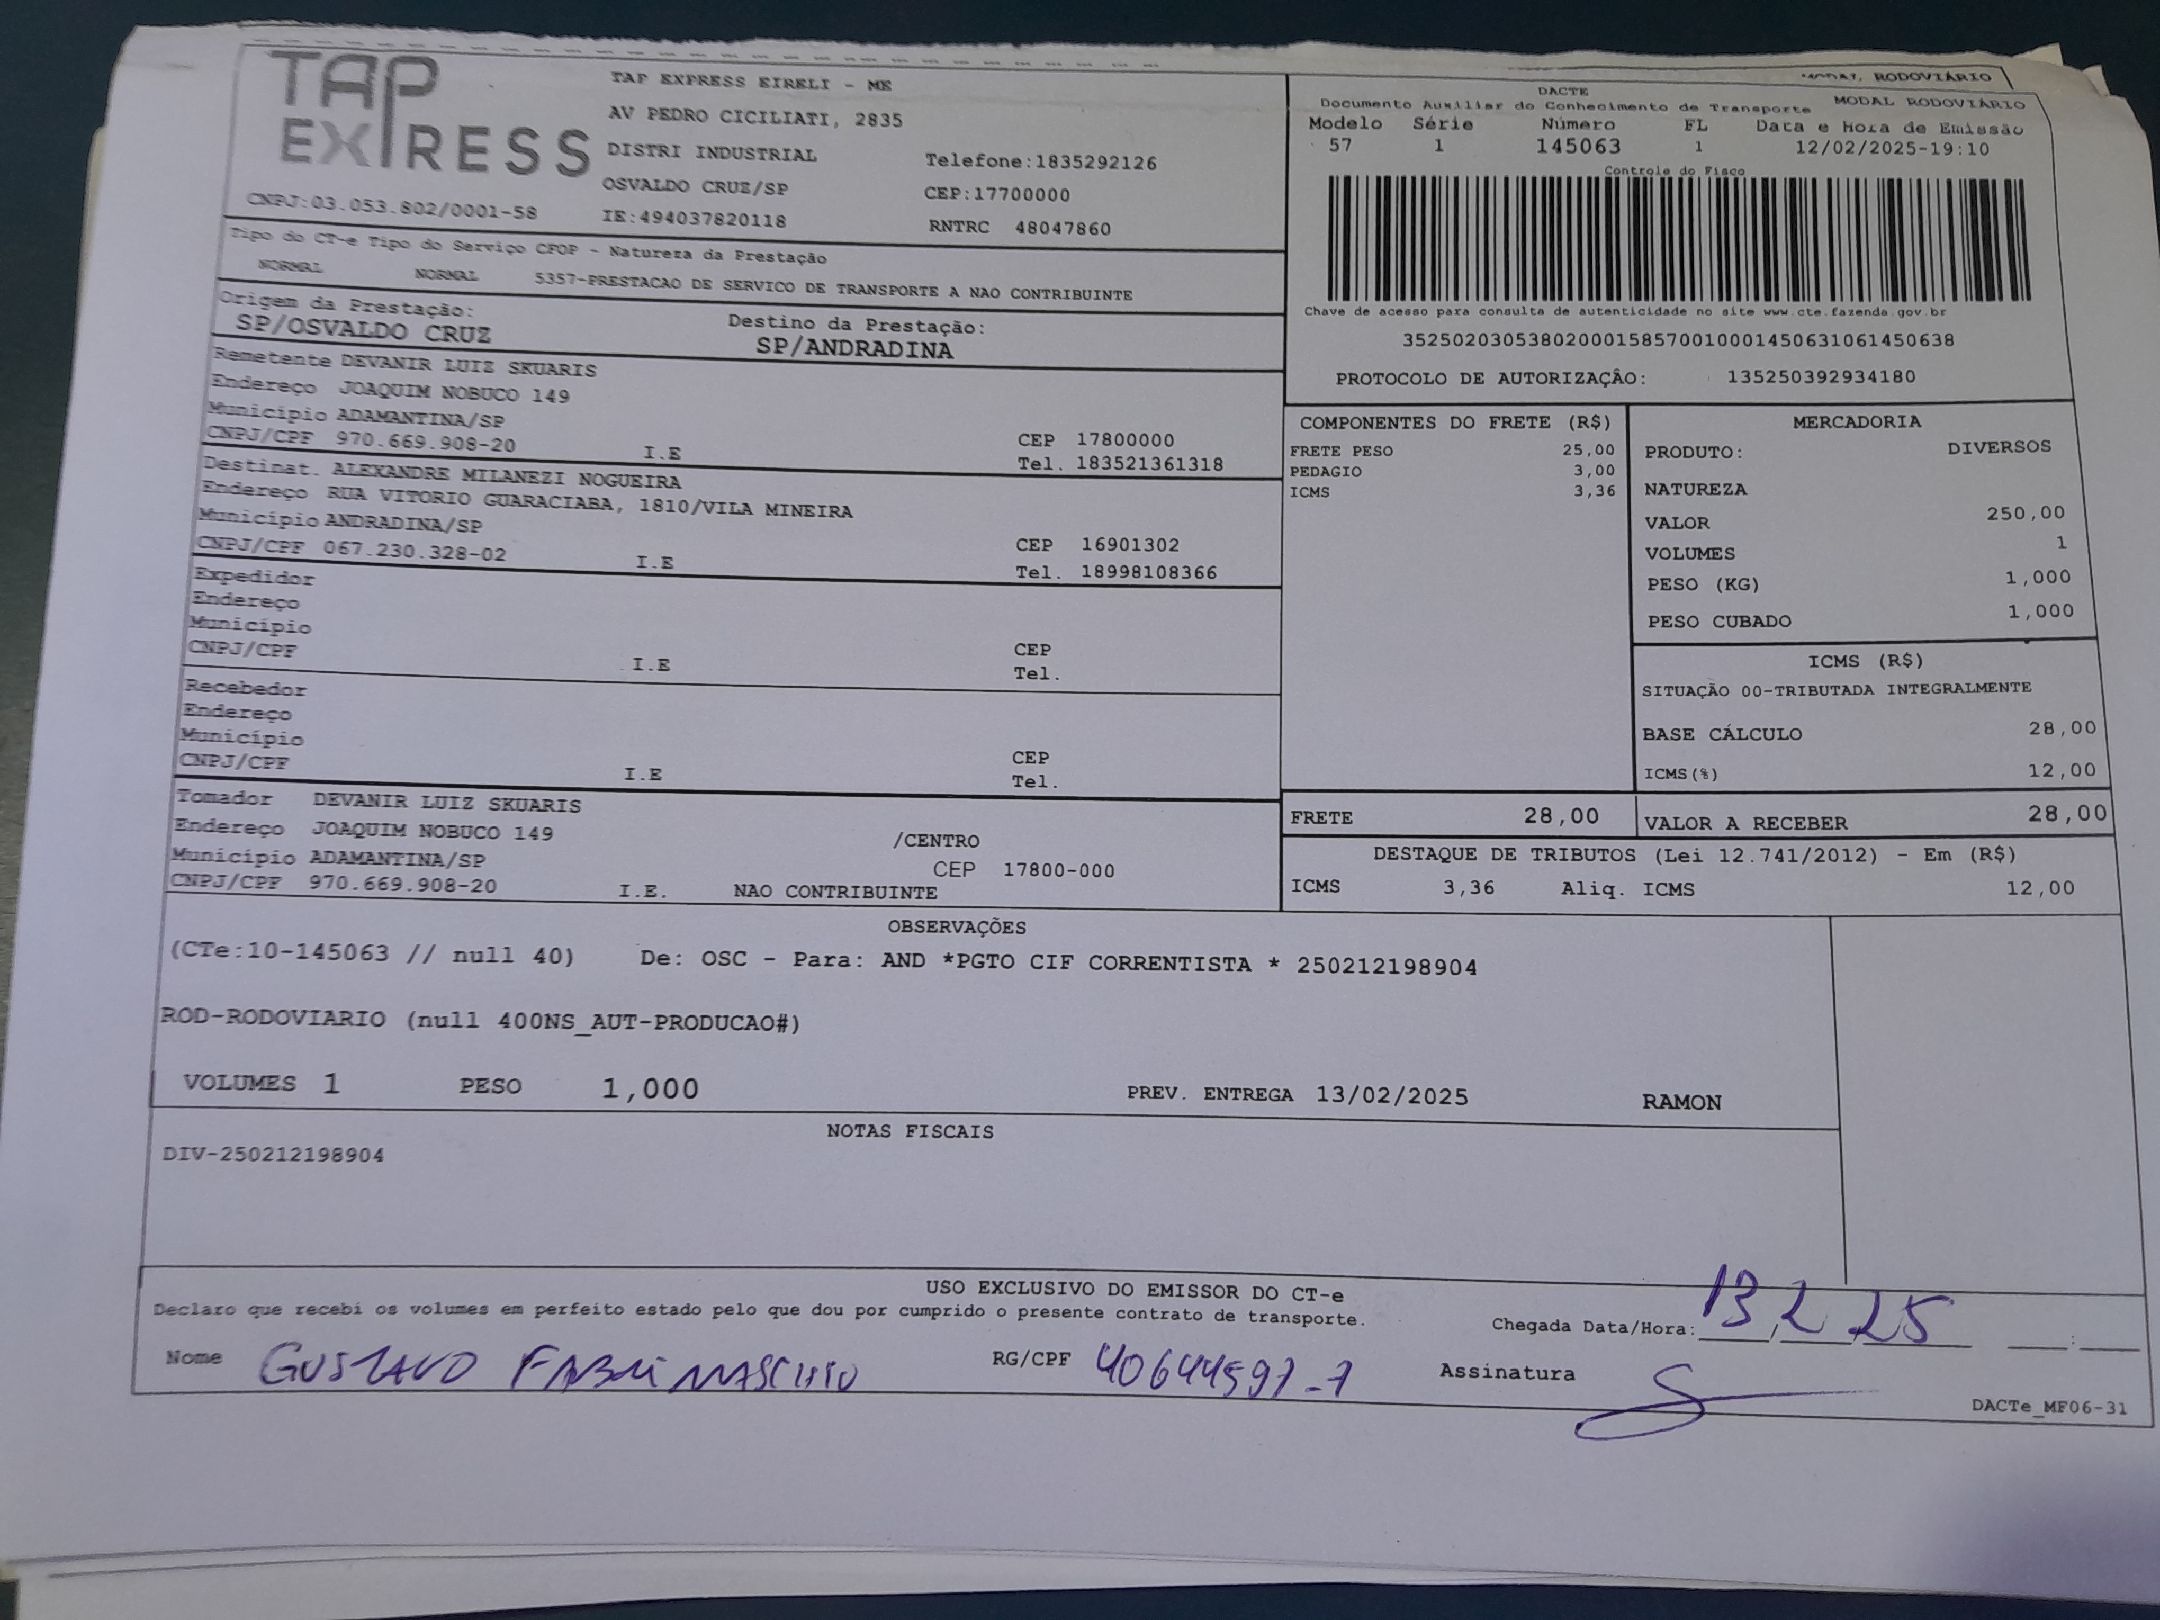 TAP EXPRESS
TAP EXPRESS EIRELI - ME
AV PEDRO CICILIATI, 2835
DISTRI INDUSTRIAL Telefone:1835292126
OSVALDO CRUZ/SP CEP:17700000
CNPJ:03.053.802/0001-58 IE:494037820118 RNTRC 48047860
RODOVIÁRIO
DACTE
Documento Auxiliar do Conhecimento de Transporte MODAL RODOVIÁRIO
Modelo Série Número FL Data e Hora de Emissão
57 1 145063 1 12/02/2025-19:10
Controle do Fisco
Chave de acesso para consulta de autenticidade no site www.cte.fazenda.gov.br
35250203053802000158570010001450631061450638
PROTOCOLO DE AUTORIZAÇÂO: 135250392934180
Tipo do CT-e Tipo do Serviço CFOP - Natureza da Prestação
NORMAL NORMAL 5357-PRESTACAO DE SERVICO DE TRANSPORTE A NAO CONTRIBUINTE
Origem da Prestação: Destino da Prestação:
SP/OSVALDO CRUZ SP/ANDRADINA
Remetente DEVANIR LUIZ SKUARIS
Endereço JOAQUIM NOBUCO 149
Município ADAMANTINA/SP CEP 17800000
CNPJ/CPF 970.669.908-20 I.E Tel. 183521361318
Destinat. ALEXANDRE MILANEZI NOGUEIRA
Endereço RUA VITORIO GUARACIABA, 1810/VILA MINEIRA
Município ANDRADINA/SP CEP 16901302
CNPJ/CPF 067.230.328-02 I.E Tel. 18998108366
Expedidor
Endereço
Município CEP
CNPJ/CPF I.E Tel.
Recebedor
Endereço
Município CEP
CNPJ/CPF I.E Tel.
Tomador DEVANIR LUIZ SKUARIS
Endereço JOAQUIM NOBUCO 149 /CENTRO
Município ADAMANTINA/SP CEP 17800-000
CNPJ/CPF 970.669.908-20 I.E. NAO CONTRIBUINTE
COMPONENTES DO FRETE (R$)
FRETE PESO 25,00
PEDAGIO 3,00
ICMS 3,36
MERCADORIA
PRODUTO: DIVERSOS
NATUREZA
VALOR 250,00
VOLUMES 1
PESO (KG) 1,000
PESO CUBADO 1,000
ICMS (R$)
SITUAÇÃO 00-TRIBUTADA INTEGRALMENTE
BASE CÁLCULO 28,00
ICMS(%) 12,00
FRETE 28,00 VALOR A RECEBER 28,00
DESTAQUE DE TRIBUTOS (Lei 12.741/2012) - Em (R$)
ICMS 3,36 Aliq. ICMS 12,00
OBSERVAÇÕES
(CTe:10-145063 // null 40) De: OSC - Para: AND *PGTO CIF CORRENTISTA * 250212198904
ROD-RODOVIARIO (null 400NS_AUT-PRODUCAO#)
VOLUMES 1 PESO 1,000 PREV. ENTREGA 13/02/2025 RAMON
NOTAS FISCAIS
DIV-250212198904
USO EXCLUSIVO DO EMISSOR DO CT-e
Declaro que recebi os volumes em perfeito estado pelo que dou por cumprido o presente contrato de transporte.
Chegada Data/Hora: 13/2/25 :
Nome GUSTAVO RG/CPF 40644597-7 Assinatura
DACTe_MF06-31